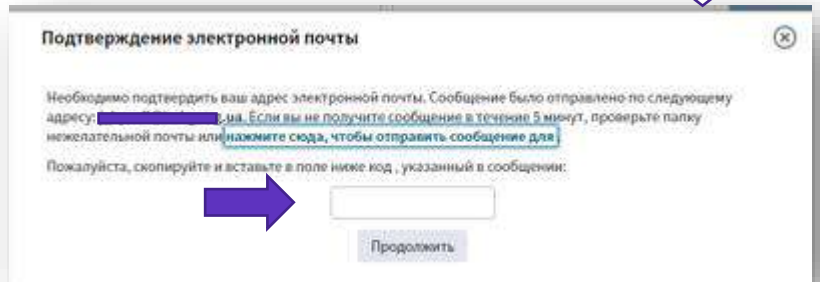 Подтверждение электронной почты
Необходимо подтвердить ваш адрес электронной почты. Сообщение было отправлено по следующему
адресу: .ua. Если вы не получите сообщение в течение 5 минут, проверьте папку
нежелательной почты или нажмите сюда, чтобы отправить сообщение для .
Пожалуйста, скопируйте и вставьте в поле ниже код , указанный в сообщении:
Продолжить